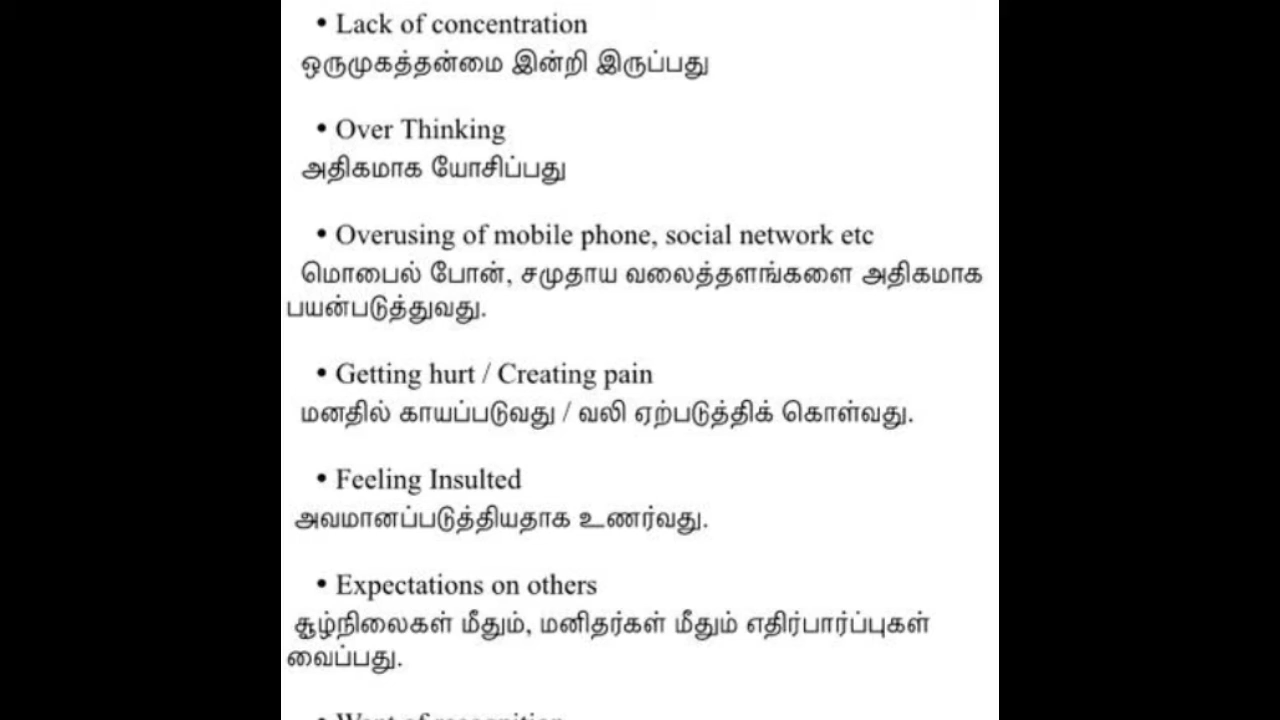 • Lack of concentration
ஒருமுகத்தன்மை இன்றி இருப்பது
• Over Thinking
அதிகமாக யோசிப்பது
• Overusing of mobile phone, social network etc
மொபைல் போன், சமுதாய வலைத்தளங்களை அதிகமாக
பயன்படுத்துவது.
• Getting hurt / Creating pain
மனதில் காயப்படுவது / வலி ஏற்படுத்திக் கொள்வது.
• Feeling Insulted
அவமானப்படுத்தியதாக உணர்வது.
• Expectations on others
சூழ்நிலைகள் மீதும், மனிதர்கள் மீதும் எதிர்பார்ப்புகள்
வைப்பது.